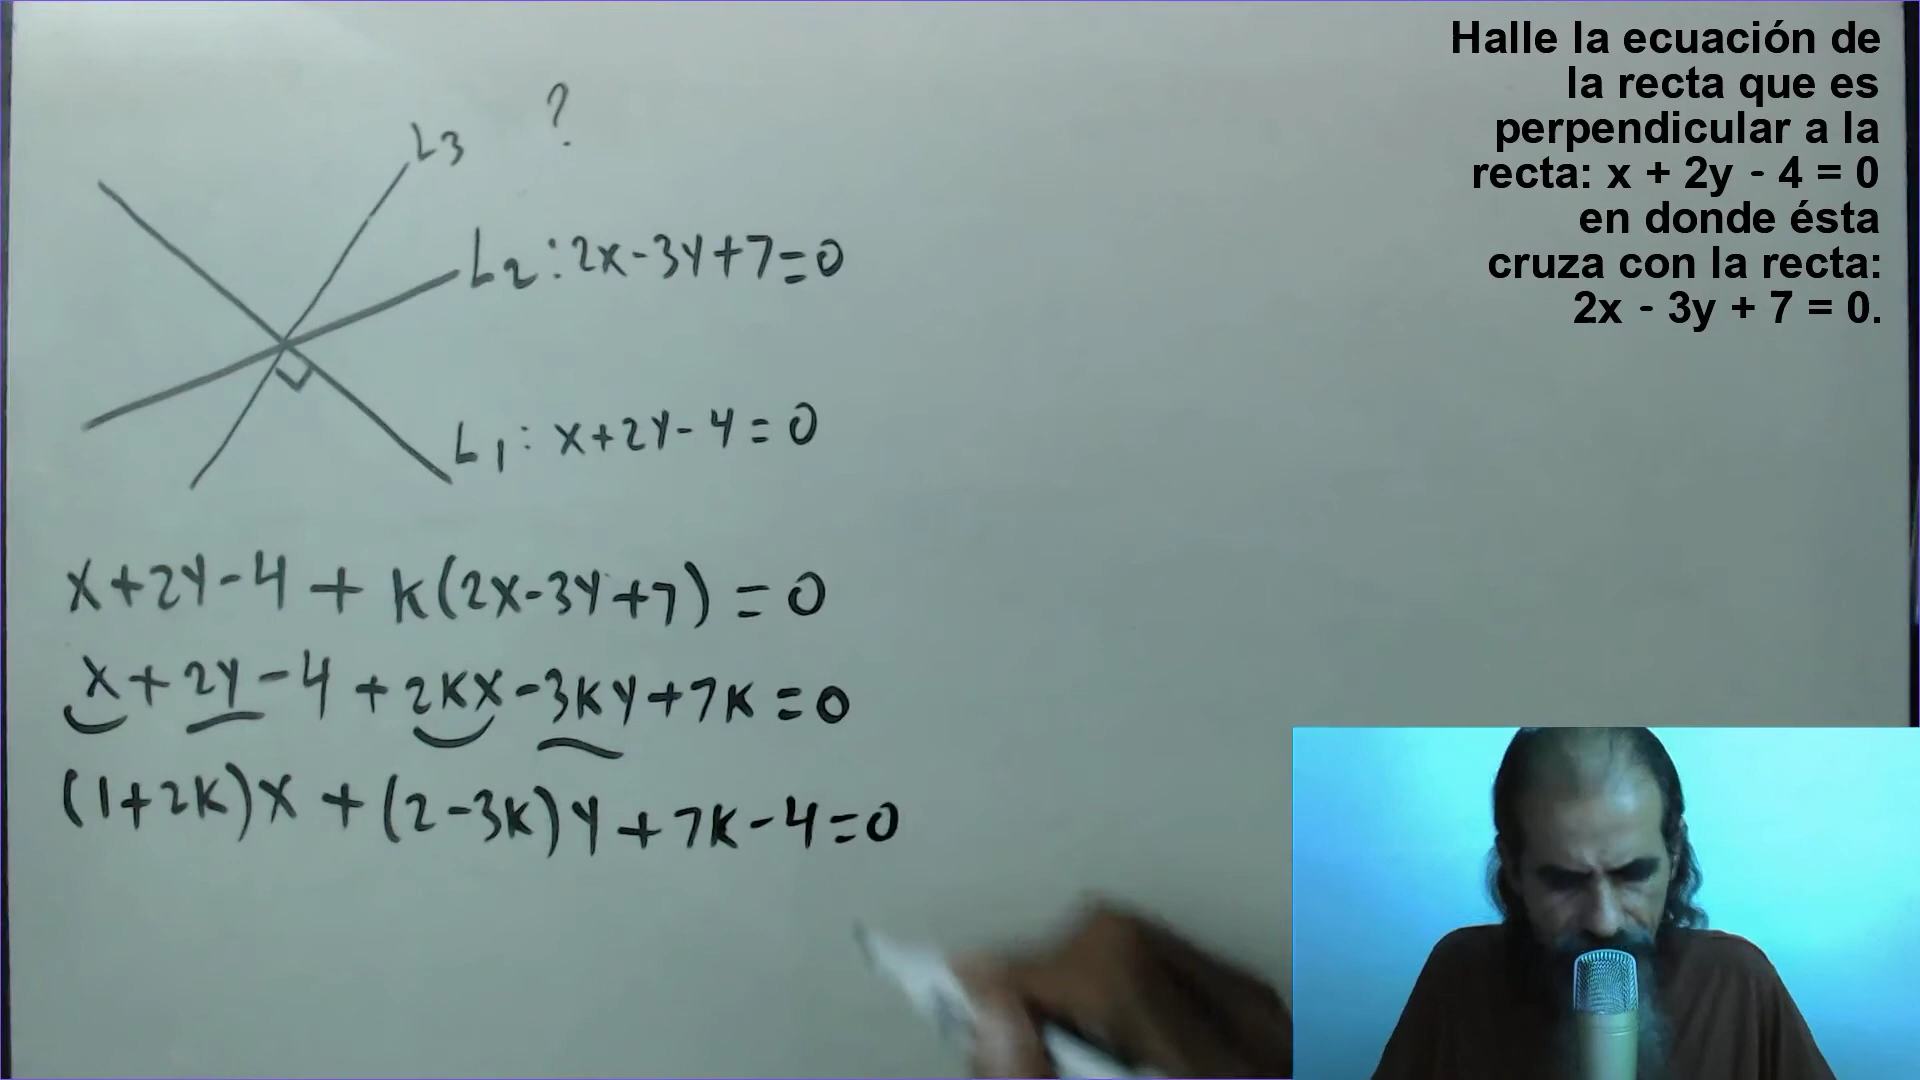 Halle la ecuación de
la recta que es
perpendicular a la
recta: x + 2y - 4 = 0
en donde ésta
cruza con la recta:
2x - 3y + 7 = 0.
L3 ?
L2 : 2x - 3y + 7 = 0
L1 : x + 2y - 4 = 0
x + 2y - 4 + k(2x - 3y + 7) = 0
x + 2y - 4 + 2kx - 3ky + 7k = 0
(1 + 2k)x + (2 - 3k)y + 7k - 4 = 0